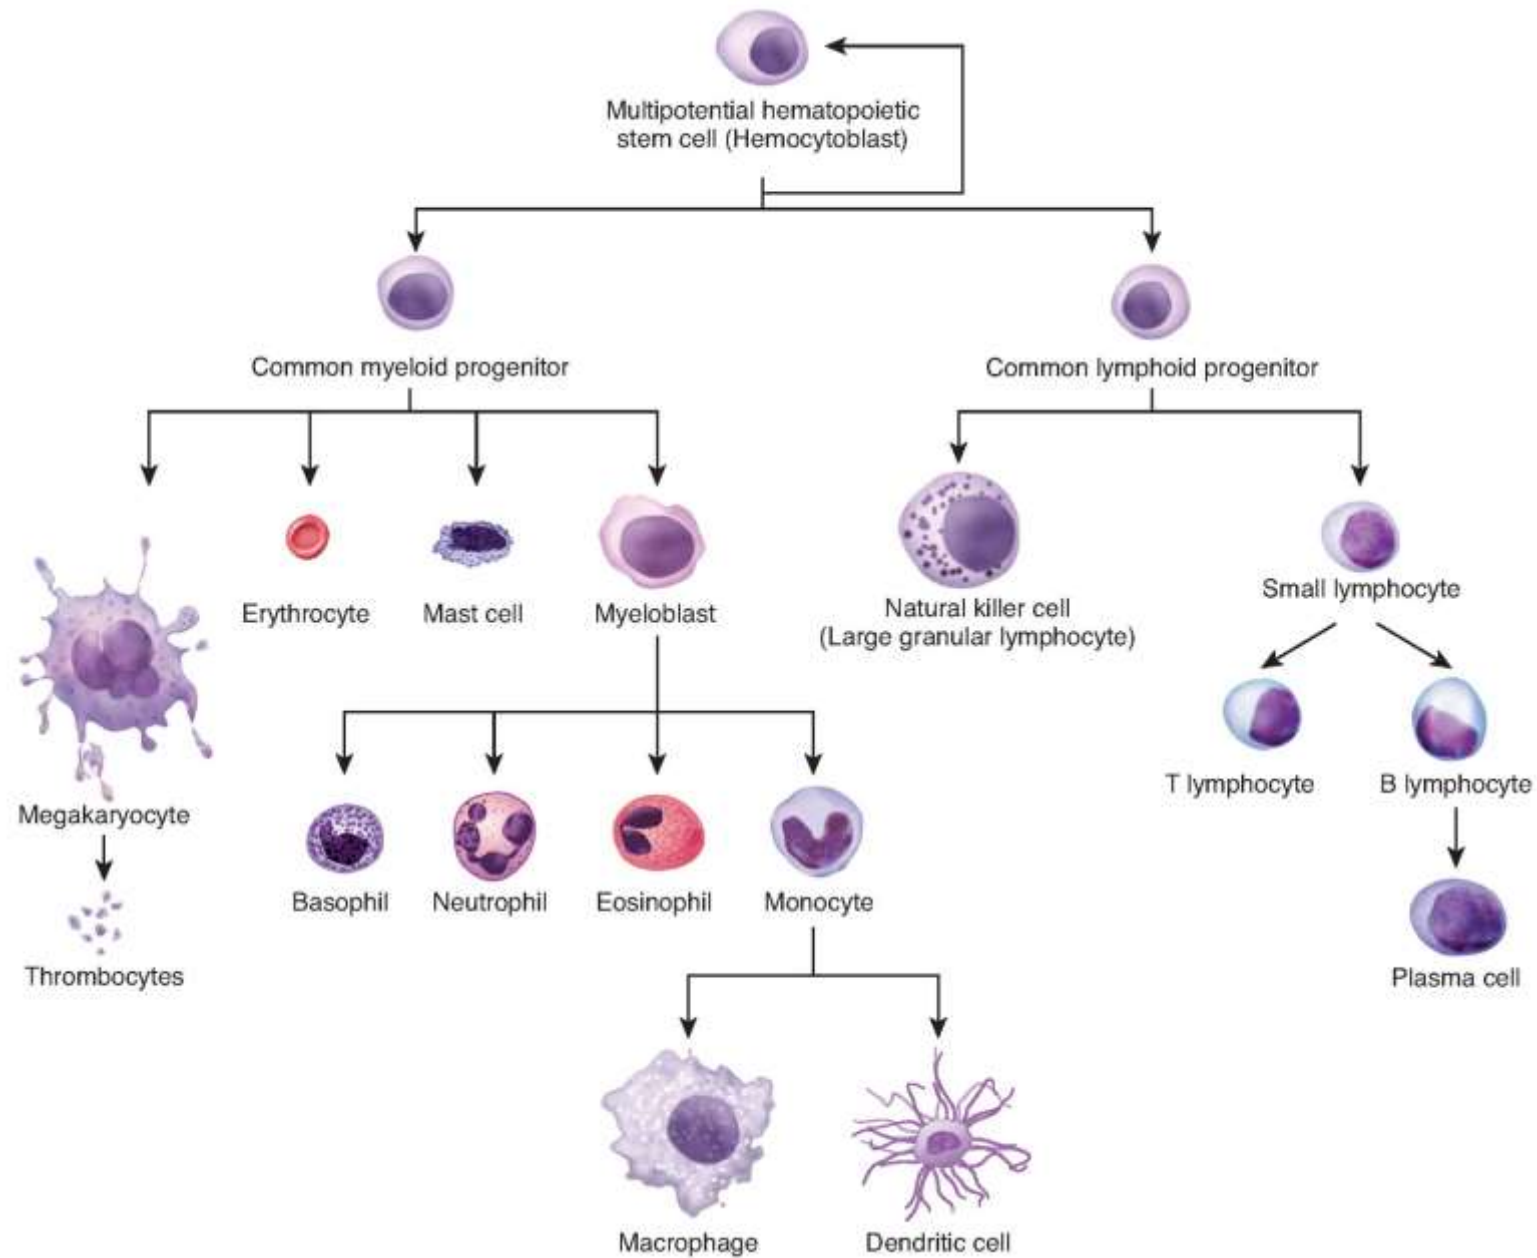 Multipotential hematopoietic
stem cell (Hemocytoblast)
Common myeloid progenitor
Common lymphoid progenitor
Erythrocyte
Mast cell
Myeloblast
Natural killer cell
(Large granular lymphocyte)
Small lymphocyte
T lymphocyte
B lymphocyte
Megakaryocyte
Basophil
Neutrophil
Eosinophil
Monocyte
Thrombocytes
Plasma cell
Macrophage
Dendritic cell